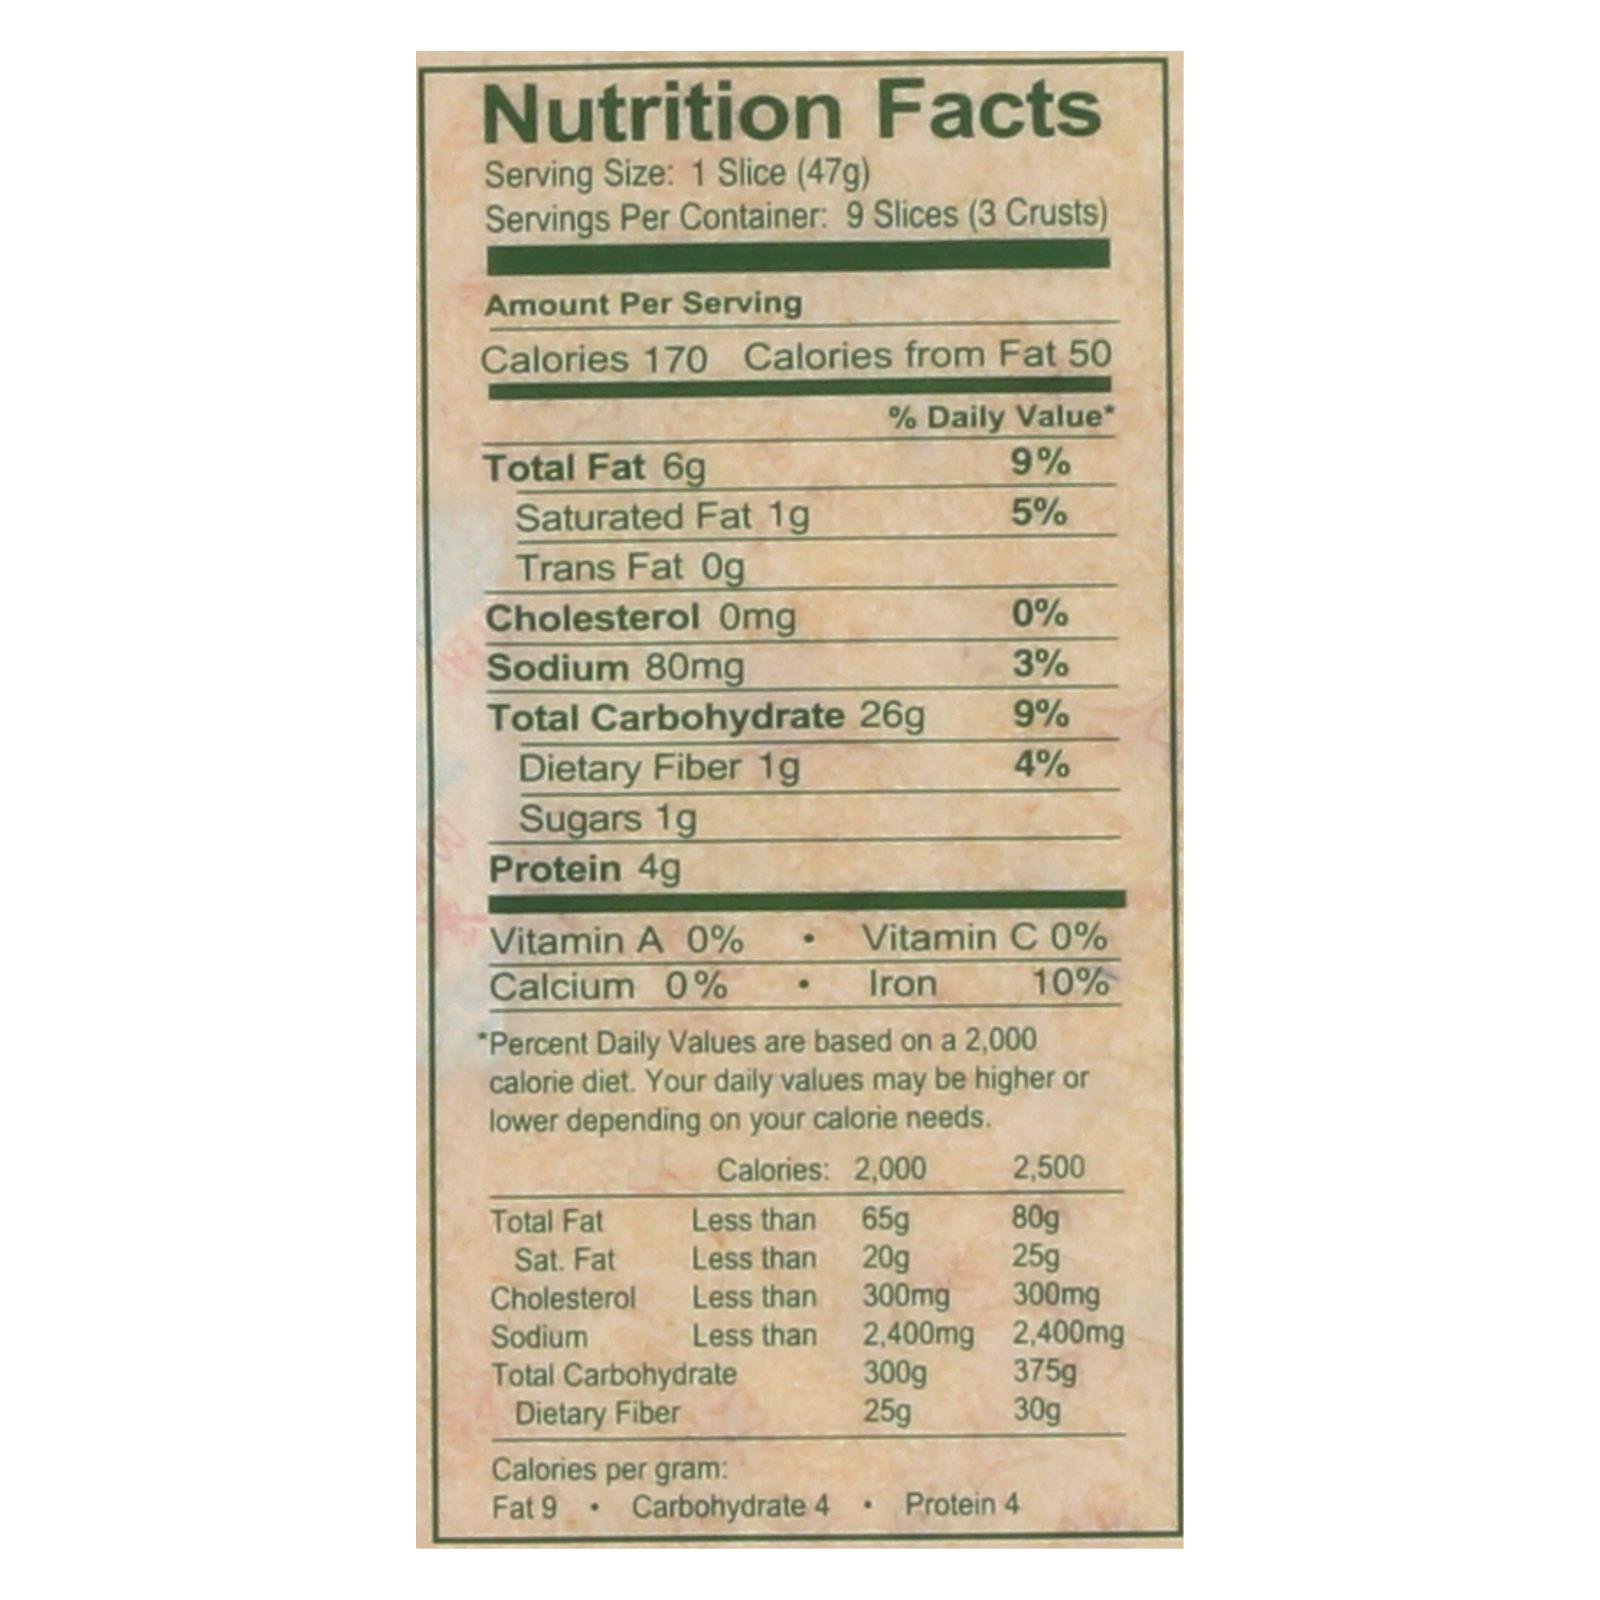 Nutrition Facts
Serving Size: 1 Slice (47g)
Servings Per Container: 9 Slices (3 Crusts)
Amount Per Serving
Calories 170 Calories from Fat 50
% Daily Value*
Total Fat 6g 9%
Saturated Fat 1g 5%
Trans Fat 0g
Cholesterol 0mg 0%
Sodium 80mg 3%
Total Carbohydrate 26g 9%
Dietary Fiber 1g 4%
Sugars 1g
Protein 4g
Vitamin A 0% • Vitamin C 0%
Calcium 0% • Iron 10%
*Percent Daily Values are based on a 2,000
calorie diet. Your daily values may be higher or
lower depending on your calorie needs.
Calories: 2,000 2,500
Total Fat Less than 65g 80g
Sat. Fat Less than 20g 25g
Cholesterol Less than 300mg 300mg
Sodium Less than 2,400mg 2,400mg
Total Carbohydrate 300g 375g
Dietary Fiber 25g 30g
Calories per gram:
Fat 9 • Carbohydrate 4 • Protein 4